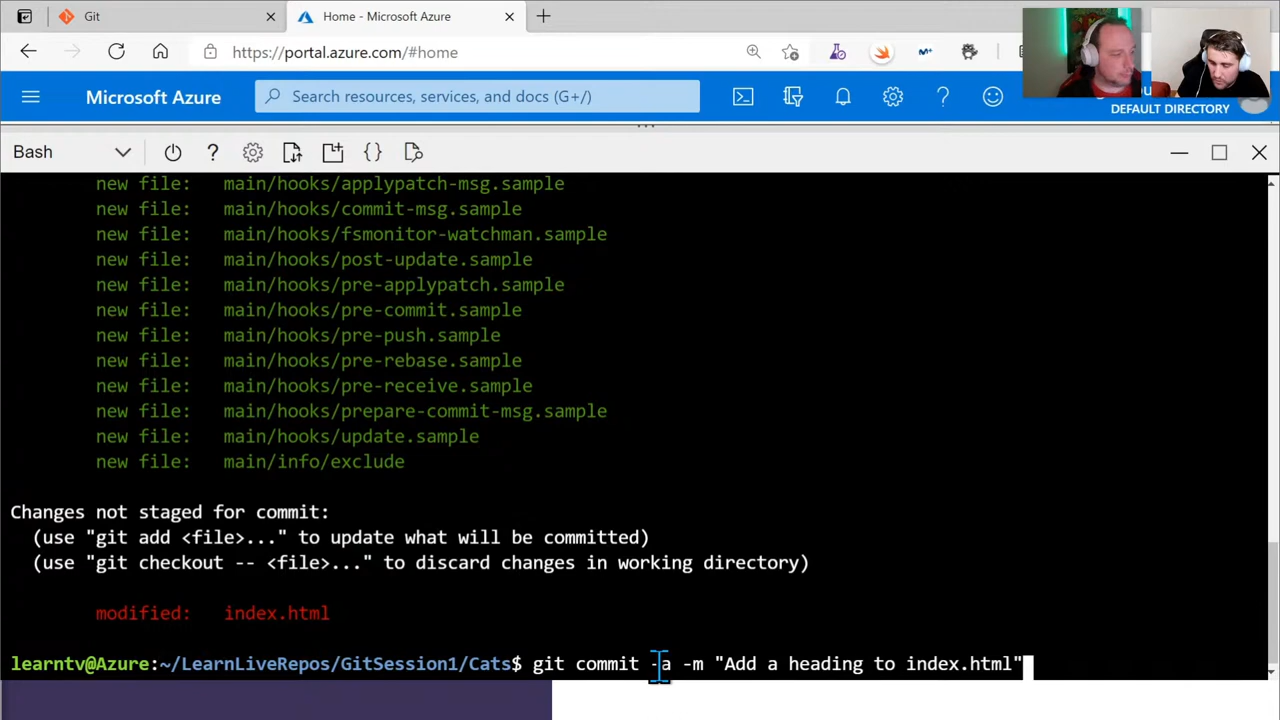 Git
Home - Microsoft Azure
https://portal.azure.com/#home
Microsoft Azure
Search resources, services, and docs (G+/)
DEFAULT DIRECTORY
Bash
new file: main/hooks/applypatch-msg.sample
new file: main/hooks/commit-msg.sample
new file: main/hooks/fsmonitor-watchman.sample
new file: main/hooks/post-update.sample
new file: main/hooks/pre-applypatch.sample
new file: main/hooks/pre-commit.sample
new file: main/hooks/pre-push.sample
new file: main/hooks/pre-rebase.sample
new file: main/hooks/pre-receive.sample
new file: main/hooks/prepare-commit-msg.sample
new file: main/hooks/update.sample
new file: main/info/exclude
Changes not staged for commit:
(use "git add <file>..." to update what will be committed)
(use "git checkout -- <file>..." to discard changes in working directory)
modified: index.html
learntv@Azure:~/LearnLiveRepos/GitSession1/Cats$ git commit -a -m "Add a heading to index.html"